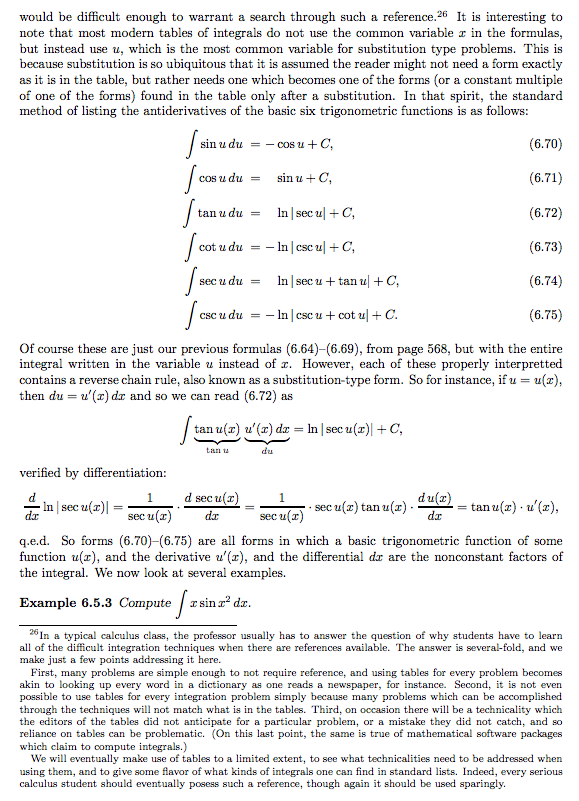 would be difficult enough to warrant a search through such a reference.²⁶ It is interesting to
note that most modern tables of integrals do not use the common variable x in the formulas,
but instead use u, which is the most common variable for substitution type problems. This is
because substitution is so ubiquitous that it is assumed the reader might not need a form exactly
as it is in the table, but rather needs one which becomes one of the forms (or a constant multiple
of one of the forms) found in the table only after a substitution. In that spirit, the standard
method of listing the antiderivatives of the basic six trigonometric functions is as follows:
∫ sin u du = − cos u + C, (6.70)
∫ cos u du = sin u + C, (6.71)
∫ tan u du = ln | sec u| + C, (6.72)
∫ cot u du = − ln | csc u| + C, (6.73)
∫ sec u du = ln | sec u + tan u| + C, (6.74)
∫ csc u du = − ln | csc u + cot u| + C. (6.75)
Of course these are just our previous formulas (6.64)–(6.69), from page 568, but with the entire
integral written in the variable u instead of x. However, each of these properly interpretted
contains a reverse chain rule, also known as a substitution-type form. So for instance, if u = u(x),
then du = u′(x) dx and so we can read (6.72) as
∫ tan u(x) u′(x) dx = ln | sec u(x)| + C,
tan u du
verified by differentiation:
d/dx ln | sec u(x)| = 1/sec u(x) · d sec u(x)/dx = 1/sec u(x) · sec u(x) tan u(x) · d u(x)/dx = tan u(x) · u′(x),
q.e.d. So forms (6.70)–(6.75) are all forms in which a basic trigonometric function of some
function u(x), and the derivative u′(x), and the differential dx are the nonconstant factors of
the integral. We now look at several examples.
Example 6.5.3 Compute ∫ x sin x² dx.
²⁶In a typical calculus class, the professor usually has to answer the question of why students have to learn
all of the difficult integration techniques when there are references available. The answer is several-fold, and we
make just a few points addressing it here.
First, many problems are simple enough to not require reference, and using tables for every problem becomes
akin to looking up every word in a dictionary as one reads a newspaper, for instance. Second, it is not even
possible to use tables for every integration problem simply because many problems which can be accomplished
through the techniques will not match what is in the tables. Third, on occasion there will be a technicality which
the editors of the tables did not anticipate for a particular problem, or a mistake they did not catch, and so
reliance on tables can be problematic. (On this last point, the same is true of mathematical software packages
which claim to compute integrals.)
We will eventually make use of tables to a limited extent, to see what technicalities need to be addressed when
using them, and to give some flavor of what kinds of integrals one can find in standard lists. Indeed, every serious
calculus student should eventually posess such a reference, though again it should be used sparingly.